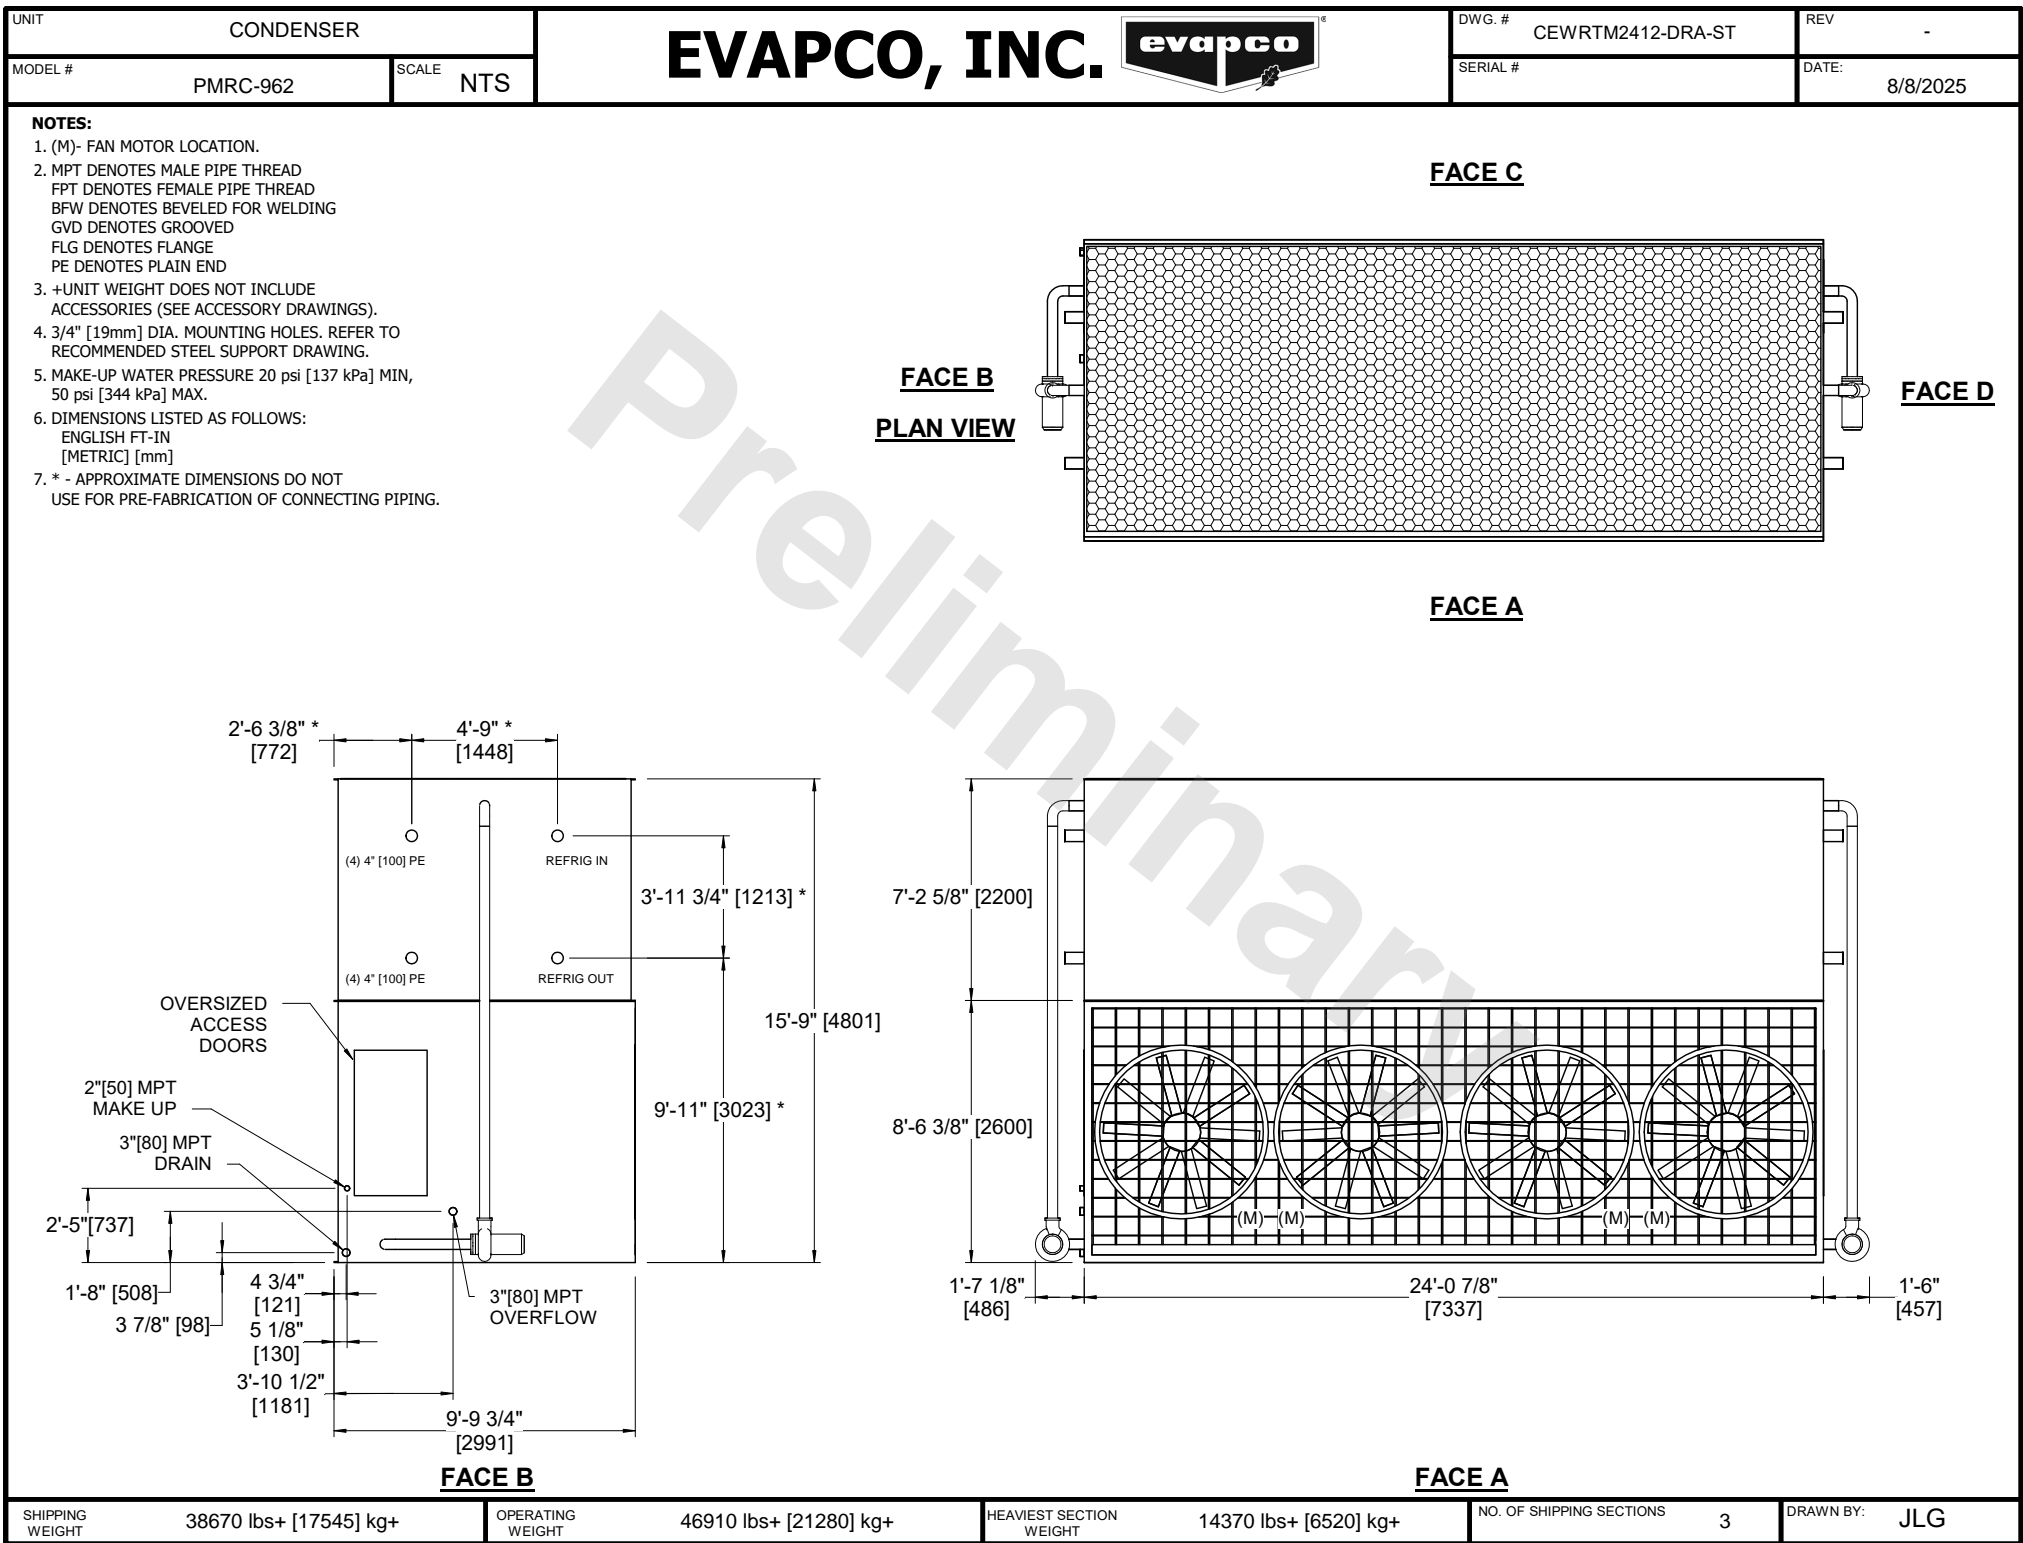 UNIT
CONDENSER
MODEL #
PMRC-962
SCALE
NTS
EVAPCO, INC.
evapco
®
DWG. #
CEWRTM2412-DRA-ST
REV
-
SERIAL #
DATE:
8/8/2025
NOTES:
1. (M)- FAN MOTOR LOCATION.
2. MPT DENOTES MALE PIPE THREAD
FPT DENOTES FEMALE PIPE THREAD
BFW DENOTES BEVELED FOR WELDING
GVD DENOTES GROOVED
FLG DENOTES FLANGE
PE DENOTES PLAIN END
3. +UNIT WEIGHT DOES NOT INCLUDE
ACCESSORIES (SEE ACCESSORY DRAWINGS).
4. 3/4" [19mm] DIA. MOUNTING HOLES. REFER TO
RECOMMENDED STEEL SUPPORT DRAWING.
5. MAKE-UP WATER PRESSURE 20 psi [137 kPa] MIN,
50 psi [344 kPa] MAX.
6. DIMENSIONS LISTED AS FOLLOWS:
ENGLISH FT-IN
[METRIC] [mm]
7. * - APPROXIMATE DIMENSIONS DO NOT
USE FOR PRE-FABRICATION OF CONNECTING PIPING.
Preliminary
FACE C
FACE B
PLAN VIEW
FACE D
FACE A
2'-6 3/8" *
[772]
4'-9" *
[1448]
(4) 4" [100] PE
REFRIG IN
3'-11 3/4" [1213] *
(4) 4" [100] PE
REFRIG OUT
OVERSIZED
ACCESS
DOORS
15'-9" [4801]
2"[50] MPT
MAKE UP
9'-11" [3023] *
3"[80] MPT
DRAIN
2'-5"[737]
1'-8" [508]
3 7/8" [98]
4 3/4"
[121]
5 1/8"
[130]
3"[80] MPT
OVERFLOW
3'-10 1/2"
[1181]
9'-9 3/4"
[2991]
FACE B
7'-2 5/8" [2200]
8'-6 3/8" [2600]
(M)
(M)
(M)
(M)
1'-7 1/8"
[486]
24'-0 7/8"
[7337]
1'-6"
[457]
FACE A
SHIPPING
WEIGHT
38670 lbs+ [17545] kg+
OPERATING
WEIGHT
46910 lbs+ [21280] kg+
HEAVIEST SECTION
WEIGHT
14370 lbs+ [6520] kg+
NO. OF SHIPPING SECTIONS
3
DRAWN BY:
JLG